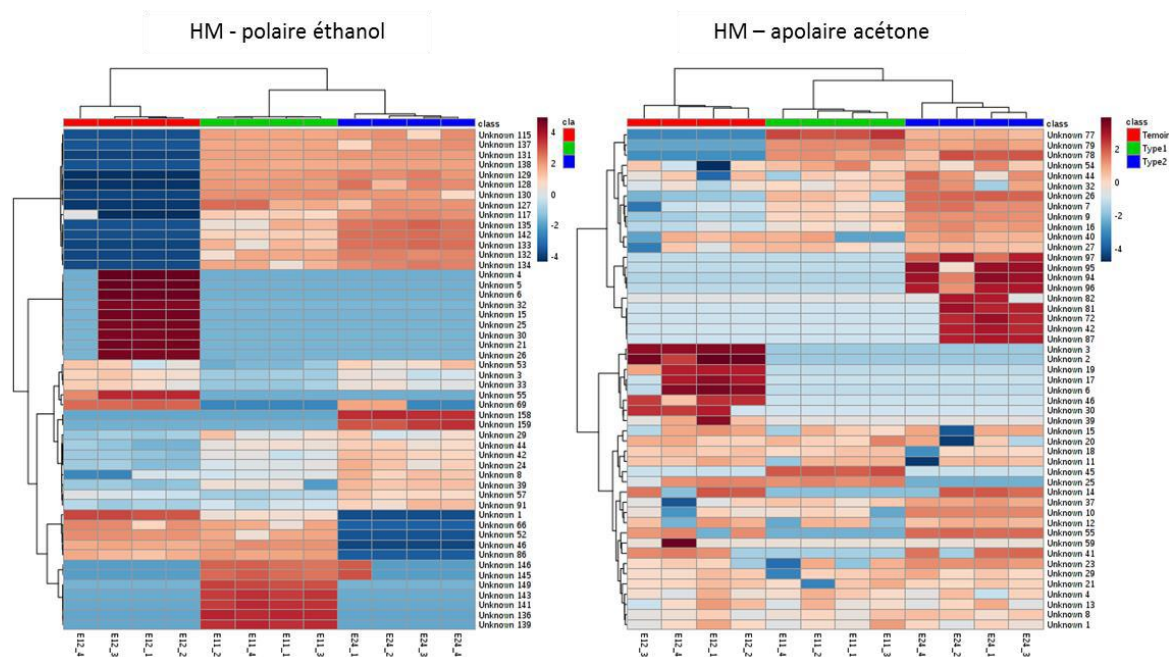 HM - polaire éthanol
HM – apolaire acétone
class
cla
Unknown 115
Unknown 137
Unknown 131
Unknown 138
Unknown 129
Unknown 128
Unknown 130
Unknown 127
Unknown 117
Unknown 135
Unknown 142
Unknown 133
Unknown 132
Unknown 134
Unknown 4
Unknown 5
Unknown 6
Unknown 32
Unknown 15
Unknown 25
Unknown 30
Unknown 21
Unknown 26
Unknown 53
Unknown 3
Unknown 33
Unknown 55
Unknown 69
Unknown 158
Unknown 159
Unknown 29
Unknown 44
Unknown 42
Unknown 24
Unknown 8
Unknown 39
Unknown 57
Unknown 91
Unknown 1
Unknown 66
Unknown 52
Unknown 46
Unknown 86
Unknown 146
Unknown 145
Unknown 149
Unknown 143
Unknown 141
Unknown 136
Unknown 139
4
2
0
-2
-4
E12_4
E12_3
E12_1
E12_2
E11_2
E11_4
E11_1
E11_3
E24_1
E24_2
E24_3
E24_4
class
class
Temoir
Type1
Type2
Unknown 77
Unknown 79
Unknown 78
Unknown 54
Unknown 44
Unknown 32
Unknown 26
Unknown 7
Unknown 9
Unknown 16
Unknown 40
Unknown 27
Unknown 97
Unknown 95
Unknown 94
Unknown 96
Unknown 82
Unknown 81
Unknown 72
Unknown 42
Unknown 87
Unknown 3
Unknown 2
Unknown 19
Unknown 17
Unknown 6
Unknown 46
Unknown 30
Unknown 39
Unknown 15
Unknown 20
Unknown 18
Unknown 11
Unknown 45
Unknown 25
Unknown 14
Unknown 37
Unknown 10
Unknown 12
Unknown 55
Unknown 59
Unknown 41
Unknown 23
Unknown 29
Unknown 21
Unknown 4
Unknown 13
Unknown 8
Unknown 1
2
0
-2
-4
E12_3
E12_4
E12_1
E12_2
E11_4
E11_2
E11_1
E11_3
E24_4
E24_2
E24_1
E24_3